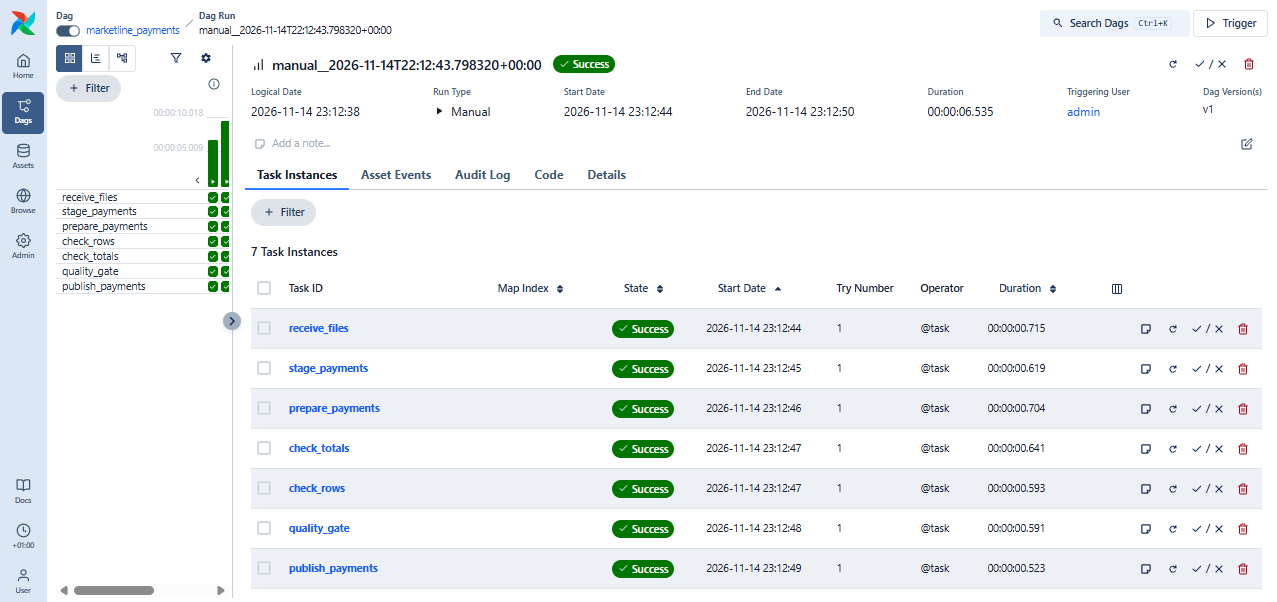 Dag
marketline_payments
/
Dag Run
manual__2026-11-14T22:12:43.798320+00:00
Search Dags Ctrl+K
Trigger
Home
Dags
Assets
Browse
Admin
Docs
+01:00
User
+ Filter
00:00:10.018
00:00:05.009
receive_files
stage_payments
prepare_payments
check_rows
check_totals
quality_gate
publish_payments
manual__2026-11-14T22:12:43.798320+00:00 Success
/
Logical Date Run Type Start Date End Date Duration Triggering User Dag Version(s)
2026-11-14 23:12:38 Manual 2026-11-14 23:12:44 2026-11-14 23:12:50 00:00:06.535 admin v1
Add a note...
Task Instances Asset Events Audit Log Code Details
+ Filter
7 Task Instances
Task ID Map Index State Start Date Try Number Operator Duration
receive_files Success 2026-11-14 23:12:44 1 @task 00:00:00.715 /
stage_payments Success 2026-11-14 23:12:45 1 @task 00:00:00.619 /
prepare_payments Success 2026-11-14 23:12:46 1 @task 00:00:00.704 /
check_totals Success 2026-11-14 23:12:47 1 @task 00:00:00.641 /
check_rows Success 2026-11-14 23:12:47 1 @task 00:00:00.593 /
quality_gate Success 2026-11-14 23:12:48 1 @task 00:00:00.591 /
publish_payments Success 2026-11-14 23:12:49 1 @task 00:00:00.523 /